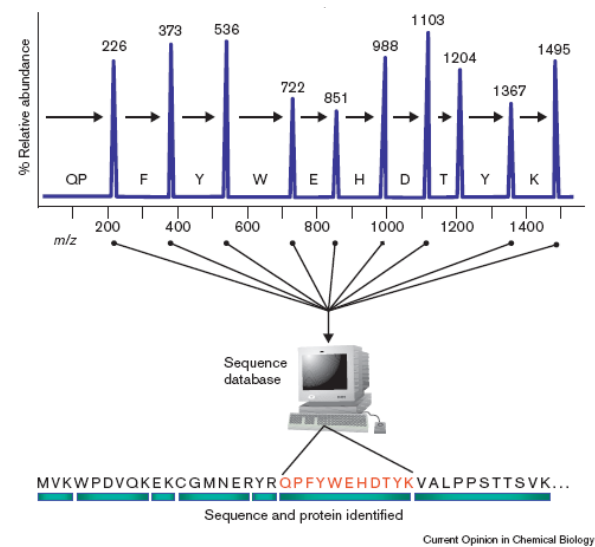 1103
536
1495
373
988
226
1204
1367
722
851
% Relative abundance
QP F Y W E H D T Y K
200 400 600 800 1000 1200 1400
m/z
Sequence
database
MVKWPDVQKEKCGMNERYRQPFYWEHDTYKVALPPSTTSVK...
Sequence and protein identified
Current Opinion in Chemical Biology